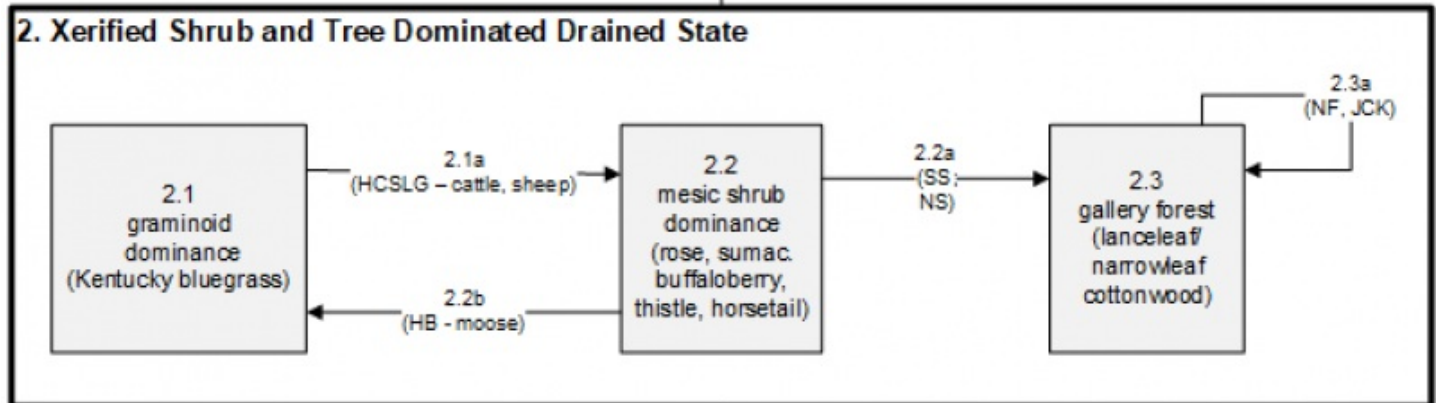 2. Xerified Shrub and Tree Dominated Drained State
2.3a
(NF, JCK)
2.1
graminoid
dominance
(Kentucky bluegrass)
2.1a
(HCSLG – cattle, sheep)
2.2b
(HB - moose)
2.2
mesic shrub
dominance
(rose, sumac.
buffaloberry,
thistle, horsetail)
2.2a
(SS;
NS)
2.3
gallery forest
(lanceleaf/
narrowleaf
cottonwood)